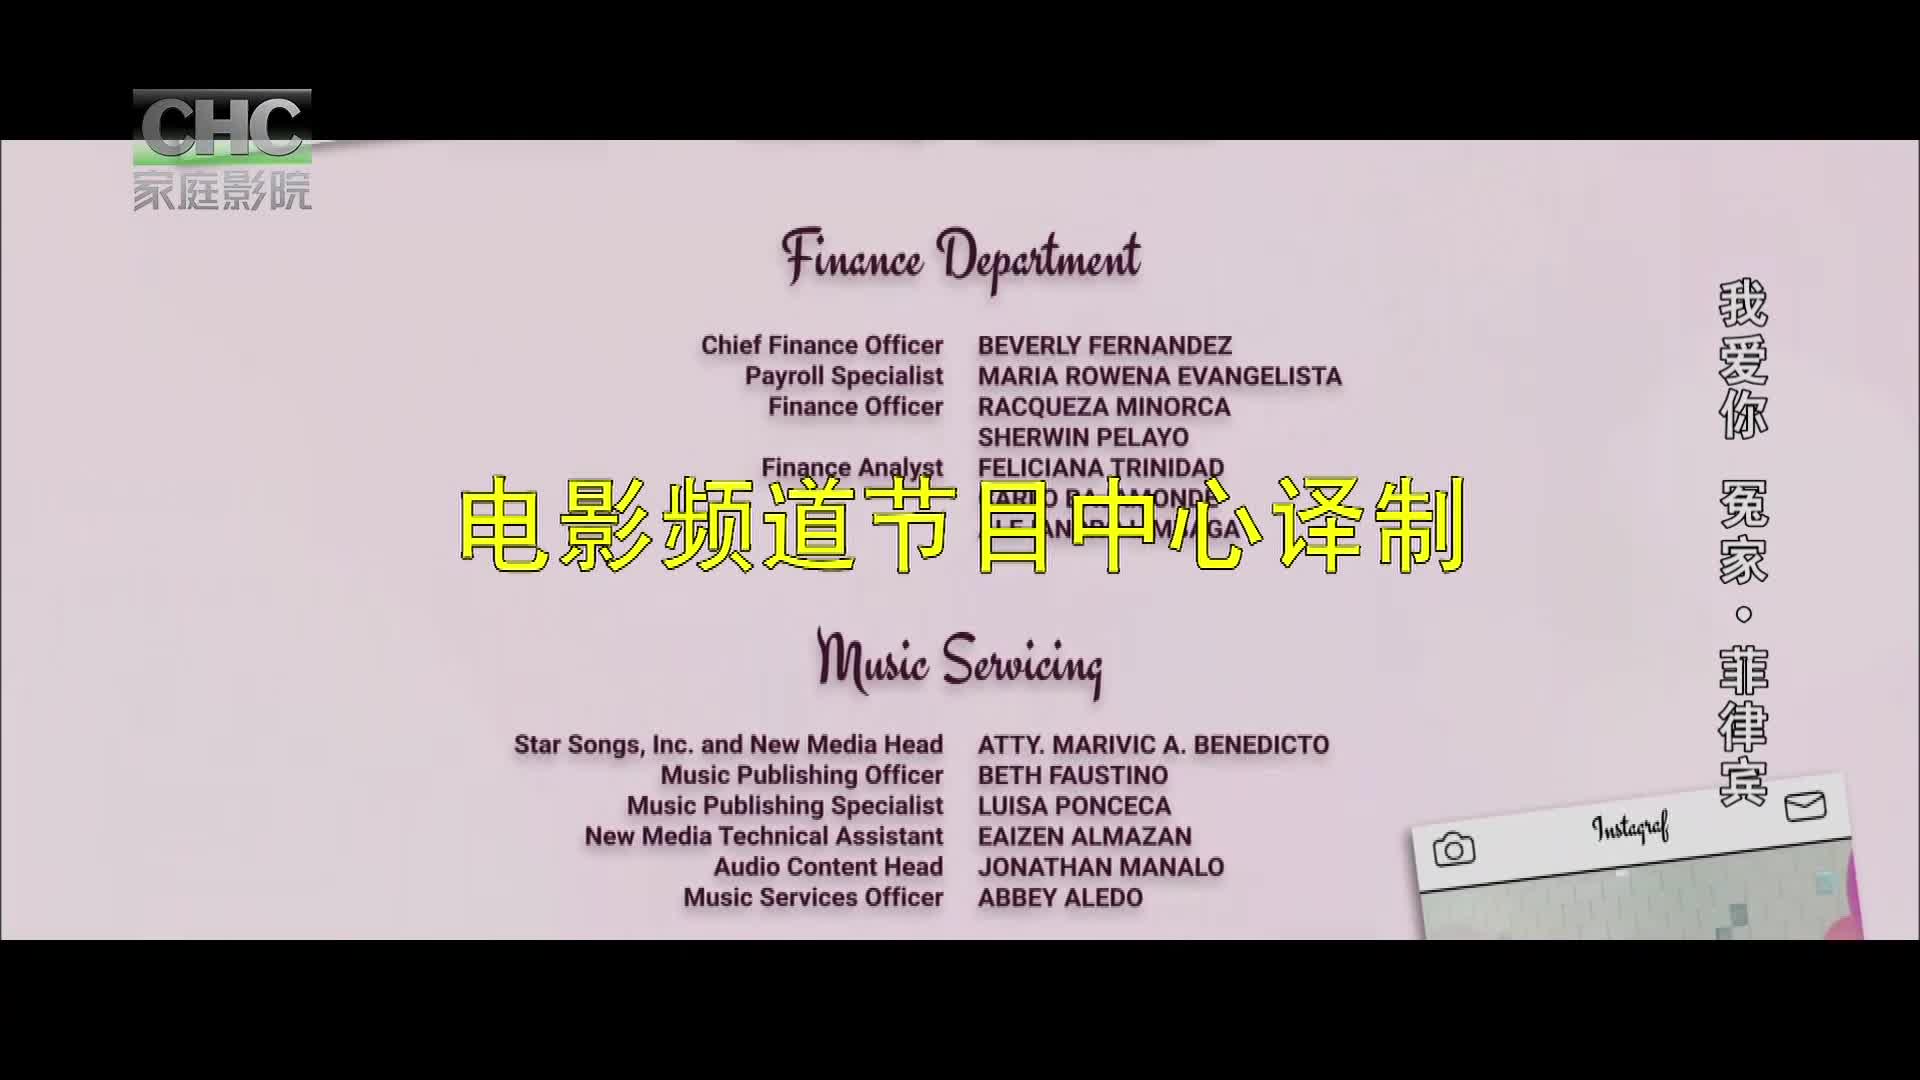 CHC
家庭影院
Finance Department
Chief Finance Officer BEVERLY FERNANDEZ
Payroll Specialist MARIA ROWENA EVANGELISTA
Finance Officer RACQUEZA MINORCA
SHERWIN PELAYO
Finance Analyst FELICIANA TRINIDAD
电影频道节目中心译制
Music Servicing
Star Songs, Inc. and New Media Head ATTY. MARIVIC A. BENEDICTO
Music Publishing Officer BETH FAUSTINO
Music Publishing Specialist LUISA PONCECA
New Media Technical Assistant EAIZEN ALMAZAN
Audio Content Head JONATHAN MANALO
Music Services Officer ABBEY ALEDO
我爱你 冤家·菲律宾
Instagraf